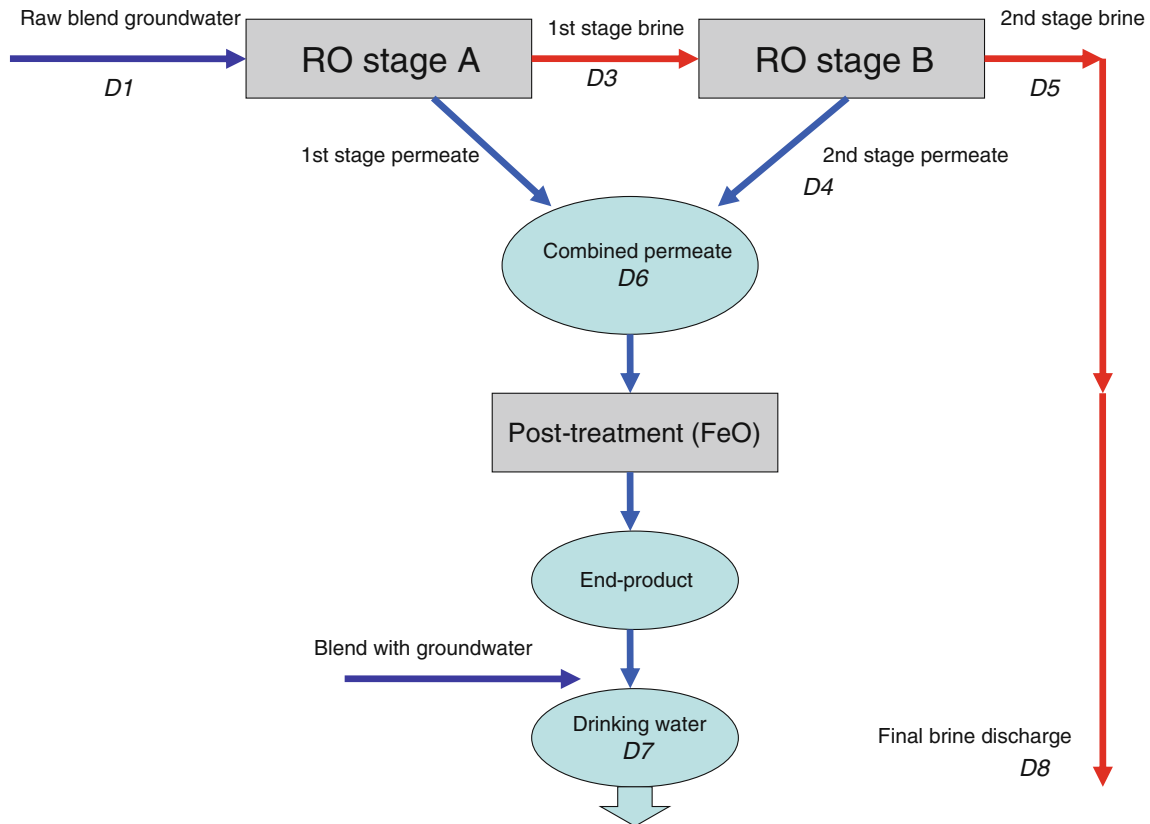 Raw blend groundwater
D1
RO stage A
1st stage brine
D3
RO stage B
2nd stage brine
D5
1st stage permeate
2nd stage permeate
D4
Combined permeate
D6
Post-treatment (FeO)
End-product
Blend with groundwater
Drinking water
D7
Final brine discharge
D8